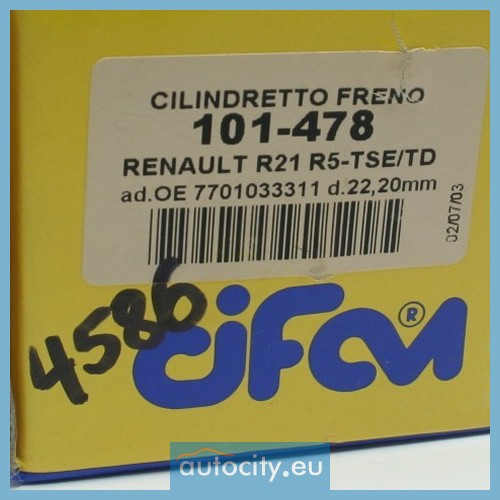 CILINDRETTO FRENO
101-478
RENAULT R21 R5-TSE/TD
ad.OE 7701033311 d.22,20mm
02/07/03
4586
CIFAM®
autocity.eu